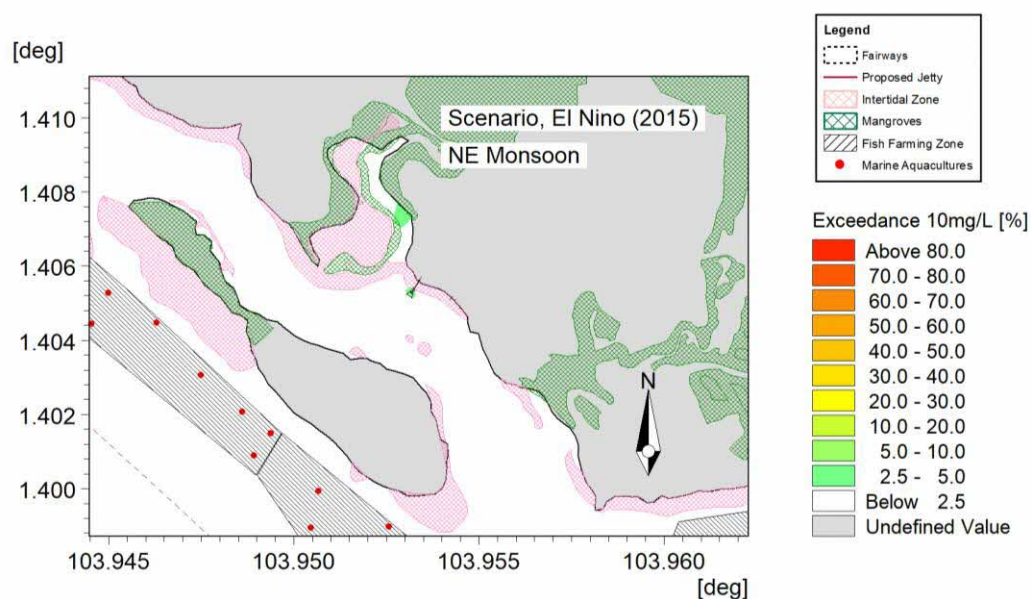 [deg]
1.410
1.408
1.406
1.404
1.402
1.400
103.945
103.950
103.955
103.960
[deg]
Scenario, El Nino (2015)
NE Monsoon
N
Legend
Fairways
Proposed Jetty
Intertidal Zone
Mangroves
Fish Farming Zone
Marine Aquacultures
Exceedance 10mg/L [%]
Above 80.0
70.0 - 80.0
60.0 - 70.0
50.0 - 60.0
40.0 - 50.0
30.0 - 40.0
20.0 - 30.0
10.0 - 20.0
5.0 - 10.0
2.5 - 5.0
Below 2.5
Undefined Value